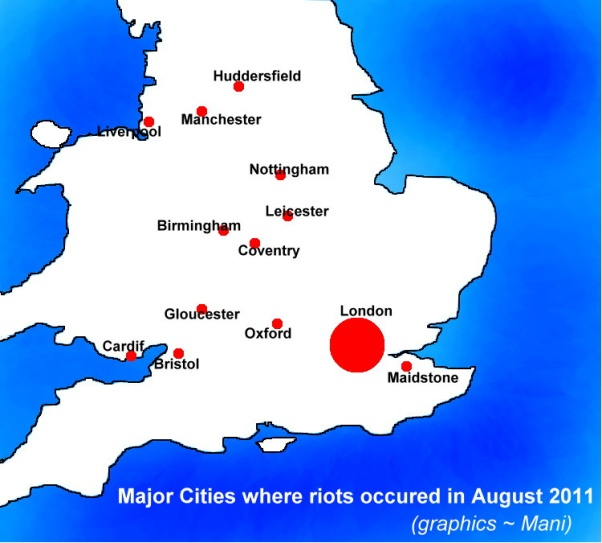 Huddersfield
Manchester
Liverpool
Nottingham
Leicester
Birmingham
Coventry
London
Gloucester
Oxford
Cardif
Bristol
Maidstone
Major Cities where riots occured in August 2011
(graphics ~ Mani)